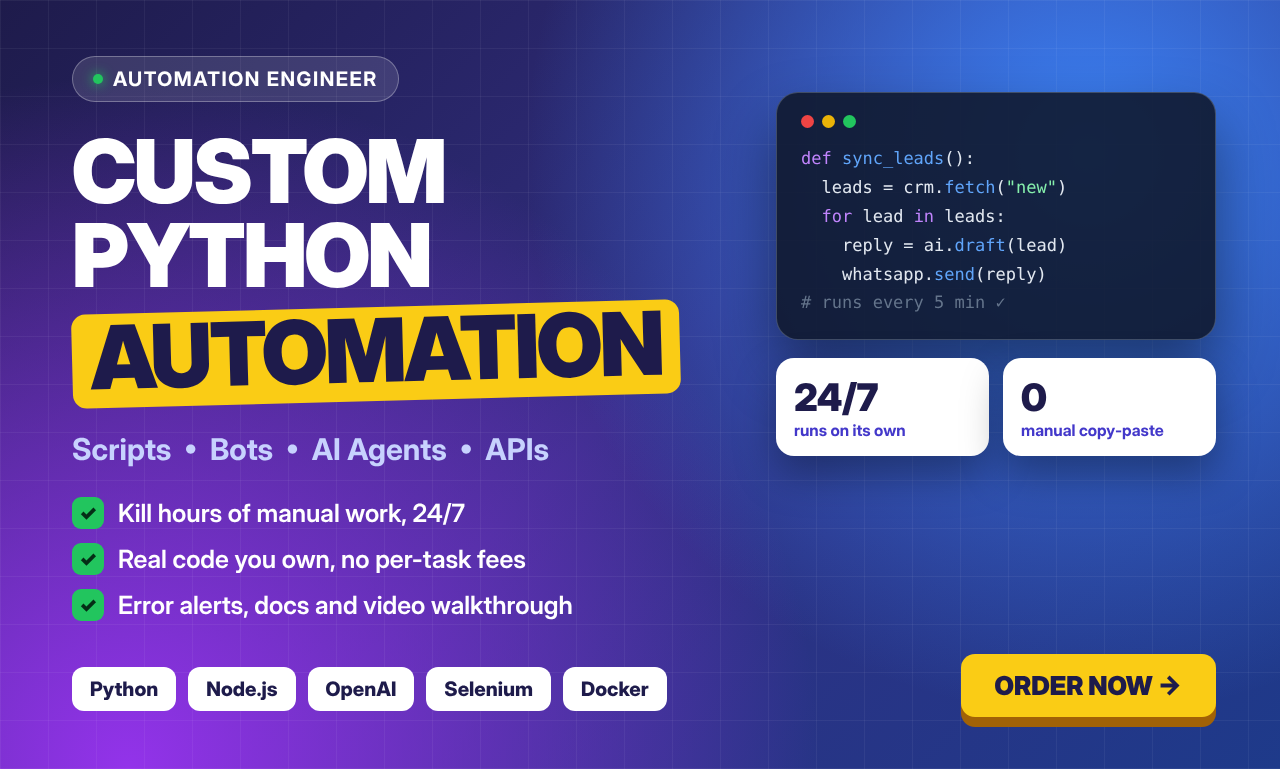 AUTOMATION ENGINEER
CUSTOM
PYTHON
AUTOMATION
Scripts • Bots • AI Agents • APIs
Kill hours of manual work, 24/7
Real code you own, no per-task fees
Error alerts, docs and video walkthrough
Python Node.js OpenAI Selenium Docker
def sync_leads():
  leads = crm.fetch("new")
  for lead in leads:
    reply = ai.draft(lead)
    whatsapp.send(reply)
# runs every 5 min ✓
24/7
runs on its own
0
manual copy-paste
ORDER NOW →